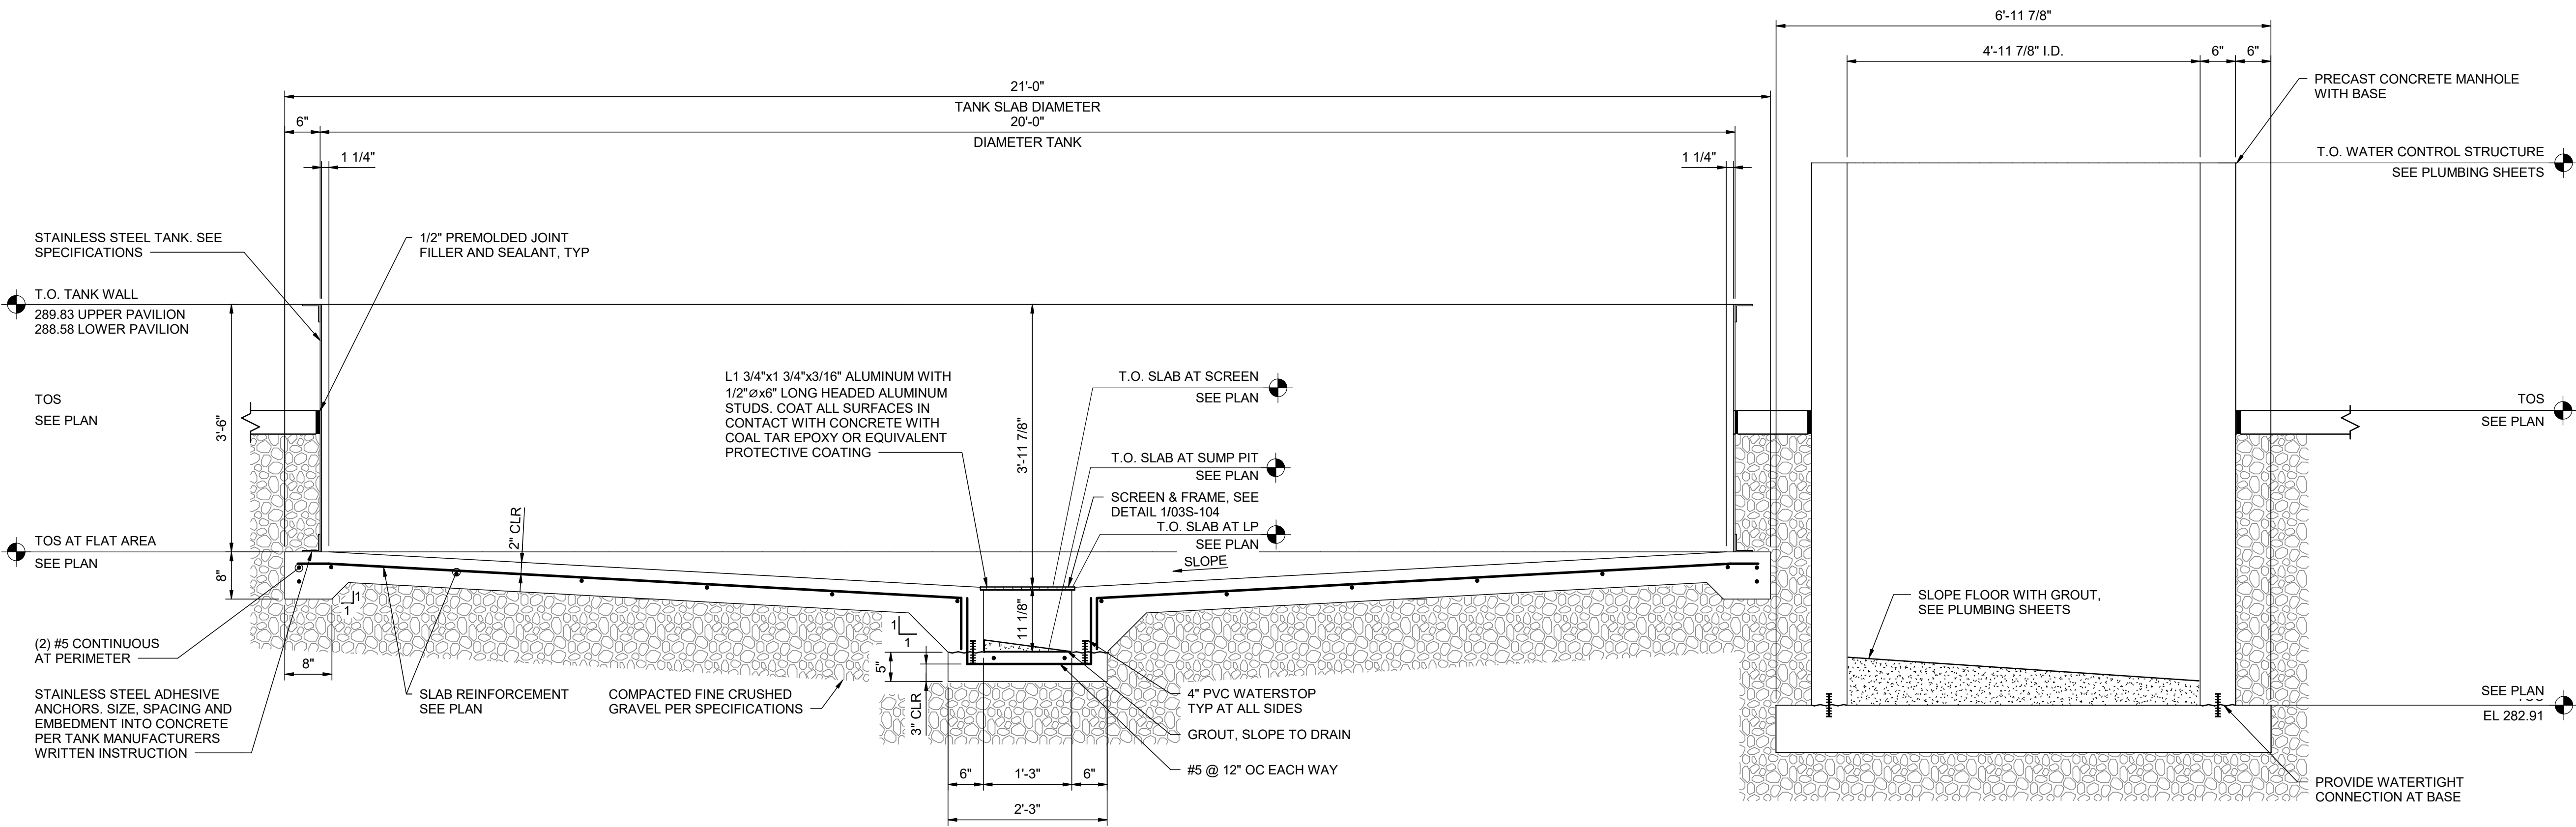 6'-11 7/8"
4'-11 7/8" I.D.
6"
6"
PRECAST CONCRETE MANHOLE
WITH BASE
21'-0"
TANK SLAB DIAMETER
6"
20'-0"
DIAMETER TANK
1 1/4"
1 1/4"
T.O. WATER CONTROL STRUCTURE
SEE PLUMBING SHEETS
STAINLESS STEEL TANK. SEE
SPECIFICATIONS
1/2" PREMOLDED JOINT
FILLER AND SEALANT, TYP
T.O. TANK WALL
289.83 UPPER PAVILION
288.58 LOWER PAVILION
TOS
SEE PLAN
3'-6"
L1 3/4"x1 3/4"x3/16" ALUMINUM WITH
1/2"Øx6" LONG HEADED ALUMINUM
STUDS. COAT ALL SURFACES IN
CONTACT WITH CONCRETE WITH
COAL TAR EPOXY OR EQUIVALENT
PROTECTIVE COATING
3'-11 7/8"
T.O. SLAB AT SCREEN
SEE PLAN
T.O. SLAB AT SUMP PIT
SEE PLAN
SCREEN & FRAME, SEE
DETAIL 1/03S-104
T.O. SLAB AT LP
SEE PLAN
SLOPE
TOS
SEE PLAN
TOS AT FLAT AREA
SEE PLAN
8"
2" CLR
1
1
(2) #5 CONTINUOUS
AT PERIMETER
8"
STAINLESS STEEL ADHESIVE
ANCHORS. SIZE, SPACING AND
EMBEDMENT INTO CONCRETE
PER TANK MANUFACTURERS
WRITTEN INSTRUCTION
SLAB REINFORCEMENT
SEE PLAN
COMPACTED FINE CRUSHED
GRAVEL PER SPECIFICATIONS
1
1
11 1/8"
5"
3" CLR
4" PVC WATERSTOP
TYP AT ALL SIDES
GROUT, SLOPE TO DRAIN
#5 @ 12" OC EACH WAY
6"
1'-3"
6"
2'-3"
SLOPE FLOOR WITH GROUT,
SEE PLUMBING SHEETS
SEE PLAN
EL 282.91
PROVIDE WATERTIGHT
CONNECTION AT BASE